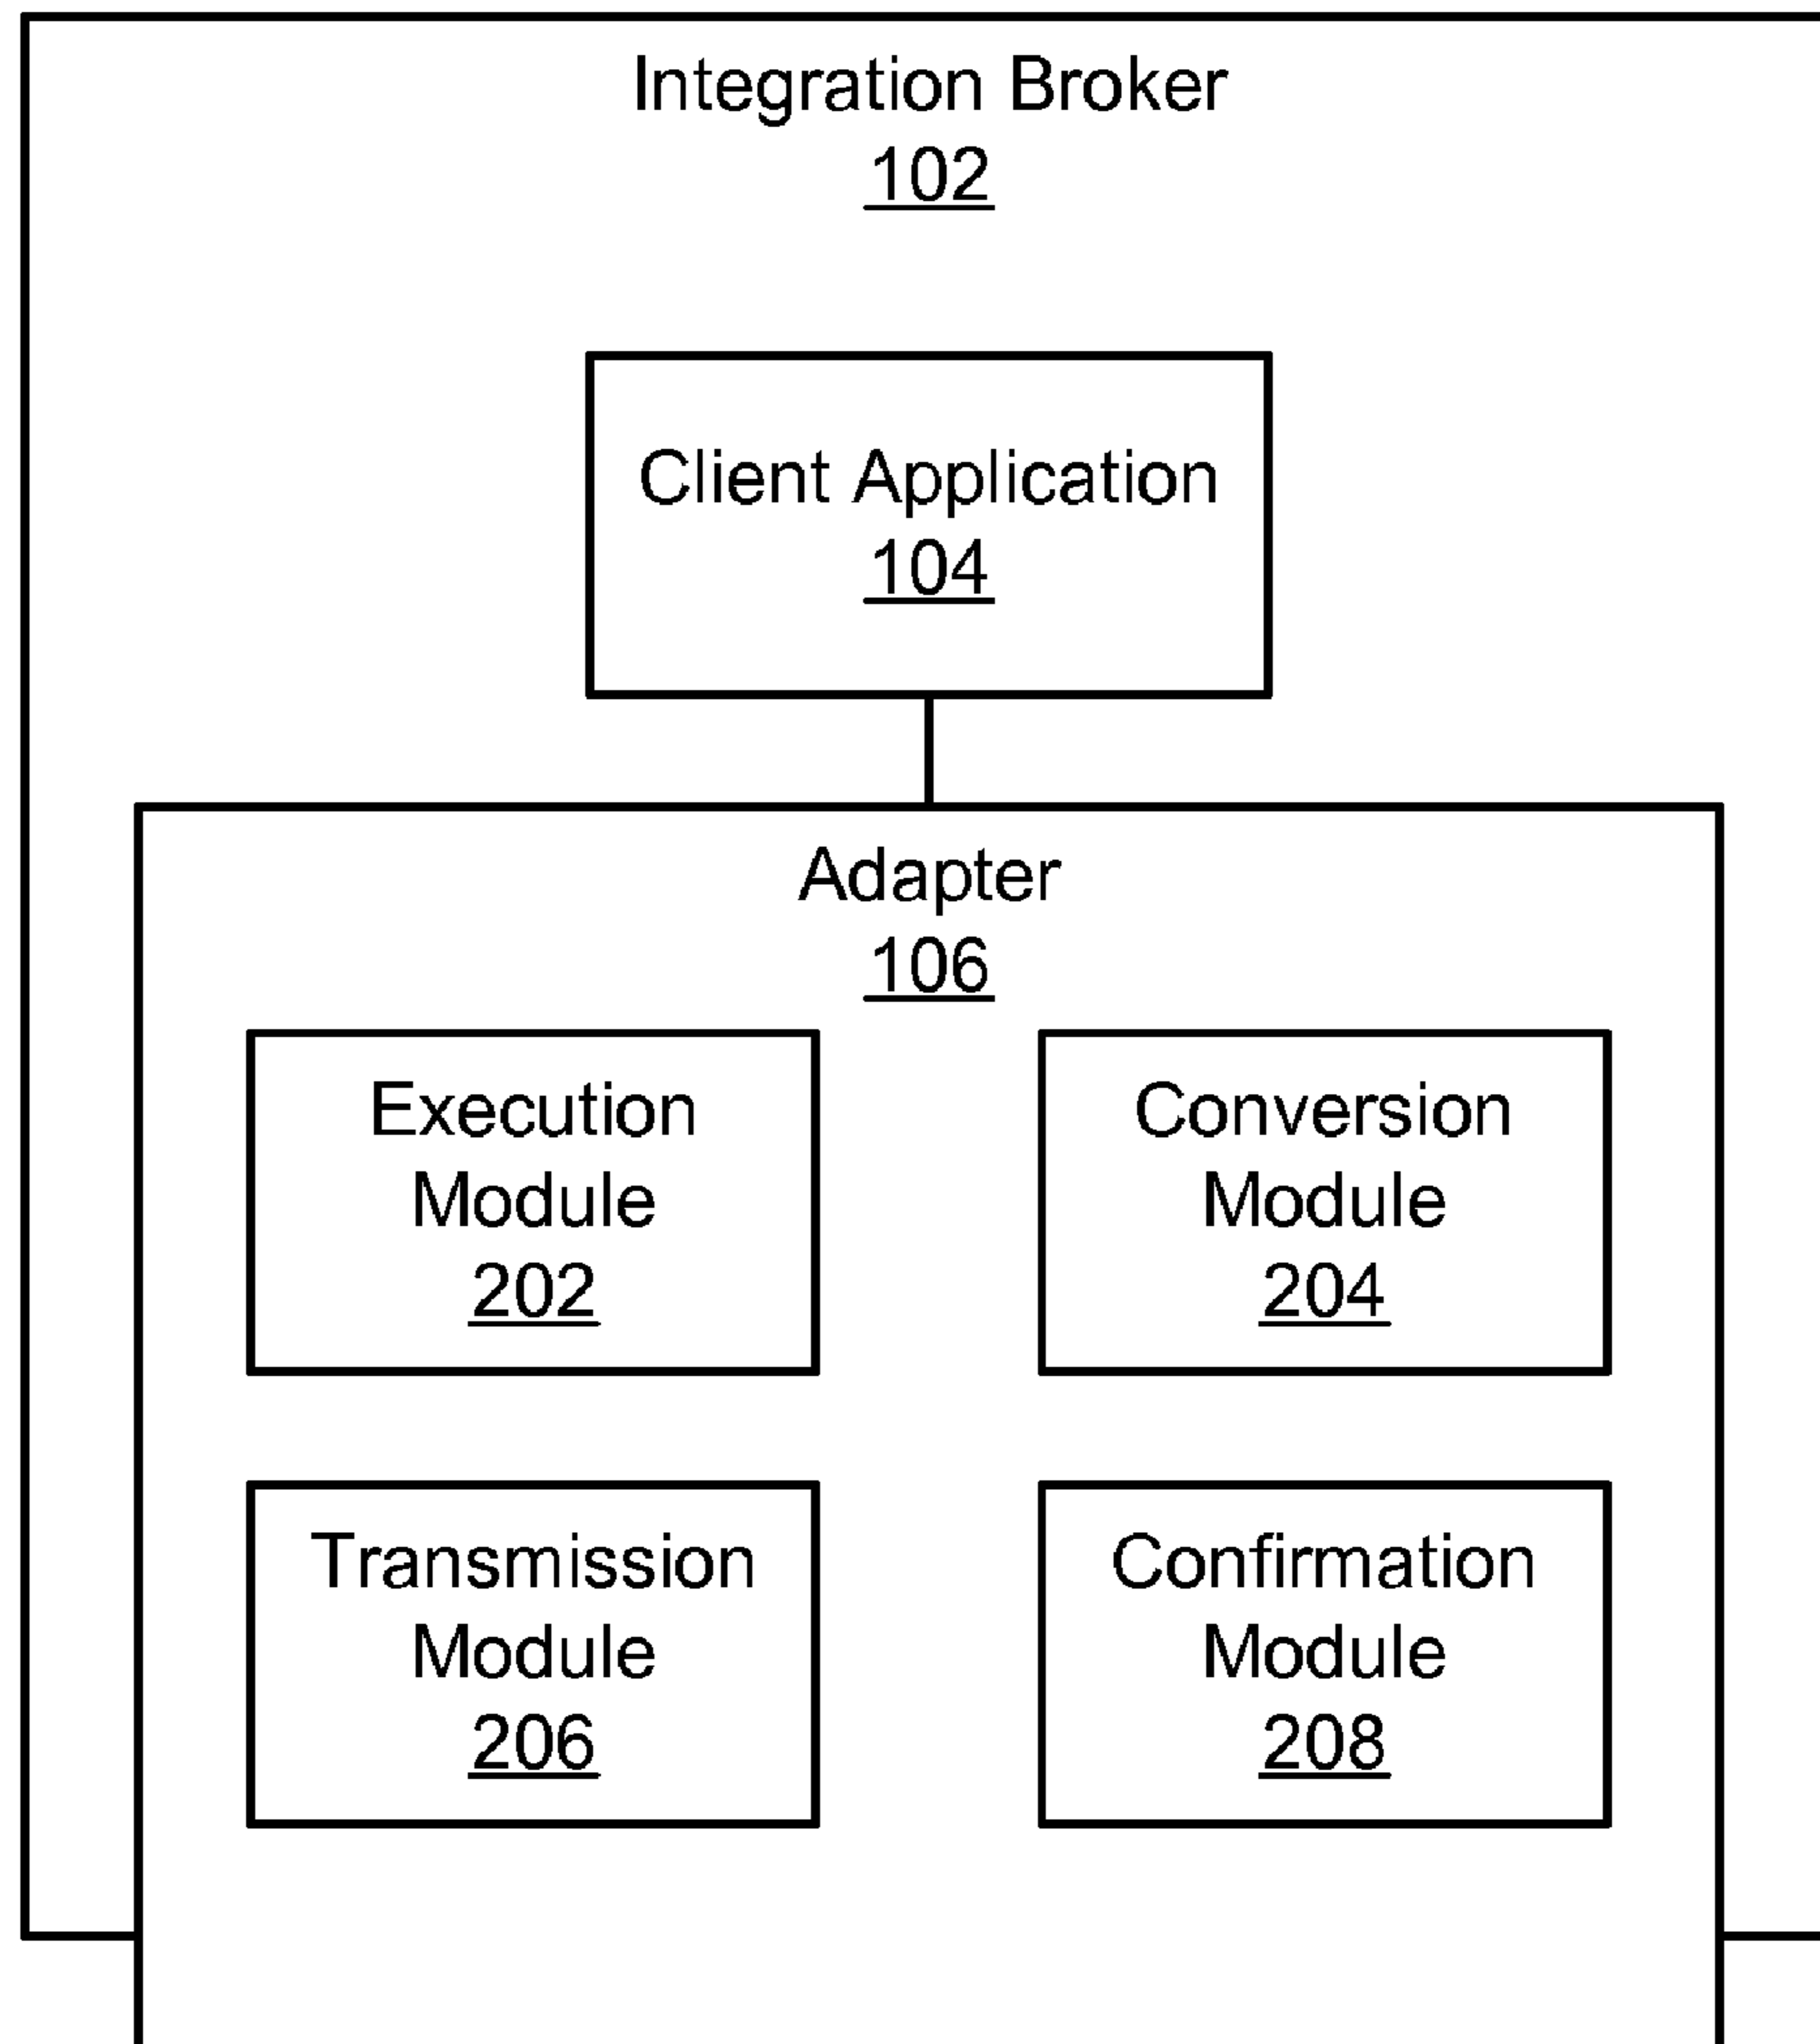 Integration Broker
102
Client Application
104
Adapter
106
Execution
Module
202
Conversion
Module
204
Transmission
Module
206
Confirmation
Module
208